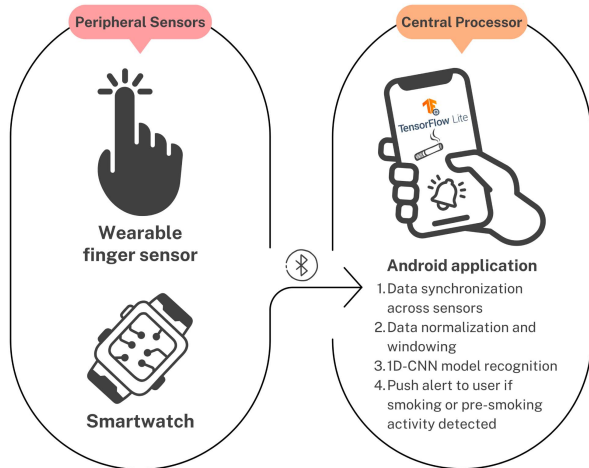 Peripheral Sensors
Central Processor
TensorFlow Lite
Wearable
finger sensor
Smartwatch
Android application
1. Data synchronization
across sensors
2. Data normalization and
windowing
3. 1D-CNN model recognition
4. Push alert to user if
smoking or pre-smoking
activity detected